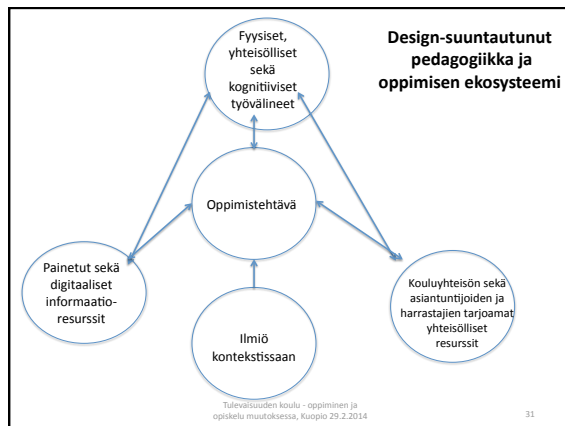 Design-suuntautunut
pedagogiikka ja
oppimisen ekosysteemi
Fyysiset,
yhteisölliset
sekä
kognitiiviset
työvälineet
Oppimistehtävä
Painetut sekä
digitaaliset
informaatio-
resurssit
Kouluyhteisön sekä
asiantuntijoiden ja
harrastajien tarjoamat
yhteisölliset
resurssit
Ilmiö
kontekstissaan
Tulevaisuuden koulu - oppiminen ja
opiskelu muutoksessa, Kuopio 29.2.2014
31